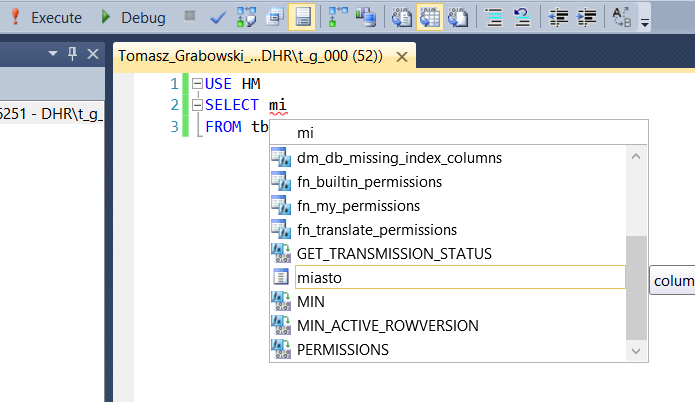 Execute Debug
Tomasz_Grabowski_...DHR\t_g_000 (52))
6251 - DHR\t_g_
1 USE HM
2 SELECT mi
3 FROM tb
mi
dm_db_missing_index_columns
fn_builtin_permissions
fn_my_permissions
fn_translate_permissions
GET_TRANSMISSION_STATUS
miasto
colum
MIN
MIN_ACTIVE_ROWVERSION
PERMISSIONS